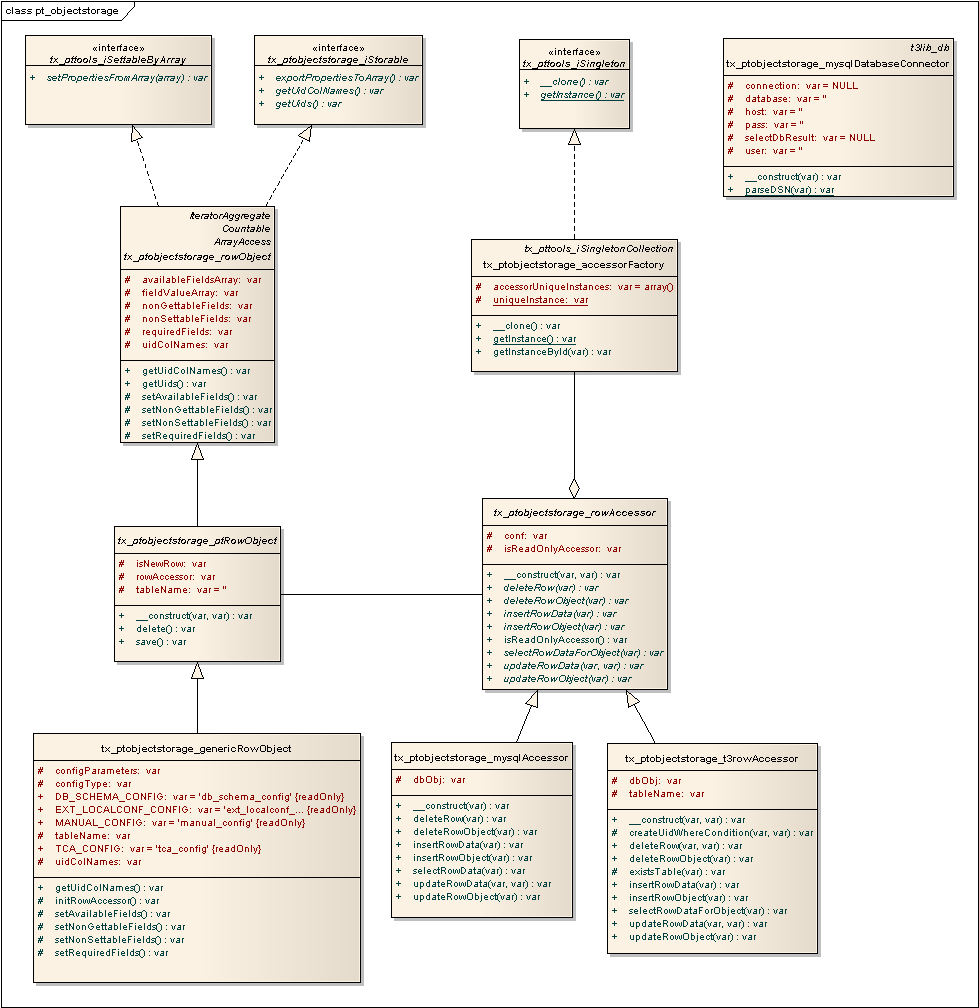 class pt_objectstorage
«interface»
tx_pttools_iSettableByArray
+ setPropertiesFromArray(array) : var
«interface»
tx_ptobjectstorage_iStorable
+ exportPropertiesToArray() : var
+ getUidColNames() : var
+ getUids() : var
«interface»
tx_pttools_iSingleton
+ __clone() : var
+ getInstance() : var
t3lib_db
tx_ptobjectstorage_mysqlDatabaseConnector
# connection: var = NULL
# database: var = ''
# host: var = ''
# pass: var = ''
# selectDbResult: var = NULL
# user: var = ''
+ __construct(var) : var
+ parseDSN(var) : var
IteratorAggregate
Countable
ArrayAccess
tx_ptobjectstorage_rowObject
# availableFieldsArray: var
# fieldValueArray: var
# nonGettableFields: var
# nonSettableFields: var
# requiredFields: var
# uidColNames: var
+ getUidColNames() : var
+ getUids() : var
# setAvailableFields() : var
# setNonGettableFields() : var
# setNonSettableFields() : var
# setRequiredFields() : var
tx_pttools_iSingletonCollection
tx_ptobjectstorage_accessorFactory
# accessorUniqueInstances: var = array()
# uniqueInstance: var
+ __clone() : var
+ getInstance() : var
+ getInstanceById(var) : var
tx_ptobjectstorage_ptRowObject
# isNewRow: var
# rowAccessor: var
# tableName: var = ''
+ __construct(var, var) : var
+ delete() : var
+ save() : var
tx_ptobjectstorage_rowAccessor
# conf: var
# isReadOnlyAccessor: var
+ __construct(var, var) : var
+ deleteRow(var) : var
+ deleteRowObject(var) : var
+ insertRowData(var) : var
+ insertRowObject(var) : var
+ isReadOnlyAccessor() : var
+ selectRowDataForObject(var) : var
+ updateRowData(var, var) : var
+ updateRowObject(var) : var
tx_ptobjectstorage_genericRowObject
# configParameters: var
# configType: var
+ DB_SCHEMA_CONFIG: var = 'db_schema_config' {readOnly}
+ EXT_LOCALCONF_CONFIG: var = 'ext_localconf_... {readOnly}
+ MANUAL_CONFIG: var = 'manual_config' {readOnly}
# tableName: var
+ TCA_CONFIG: var = 'tca_config' {readOnly}
# uidColNames: var
+ getUidColNames() : var
# initRowAccessor() : var
# setAvailableFields() : var
# setNonGettableFields() : var
# setNonSettableFields() : var
# setRequiredFields() : var
tx_ptobjectstorage_mysqlAccessor
# dbObj: var
+ __construct(var) : var
+ deleteRow(var) : var
+ deleteRowObject(var) : var
+ insertRowData(var) : var
+ insertRowObject(var) : var
+ selectRowData(var) : var
+ updateRowData(var, var) : var
+ updateRowObject(var) : var
tx_ptobjectstorage_t3rowAccessor
# dbObj: var
# tableName: var
+ __construct(var, var) : var
# createUidWhereCondition(var, var) : var
+ deleteRow(var, var) : var
+ deleteRowObject(var) : var
# existsTable(var) : var
+ insertRowData(var) : var
+ insertRowObject(var) : var
+ selectRowDataForObject(var) : var
+ updateRowData(var, var) : var
+ updateRowObject(var) : var